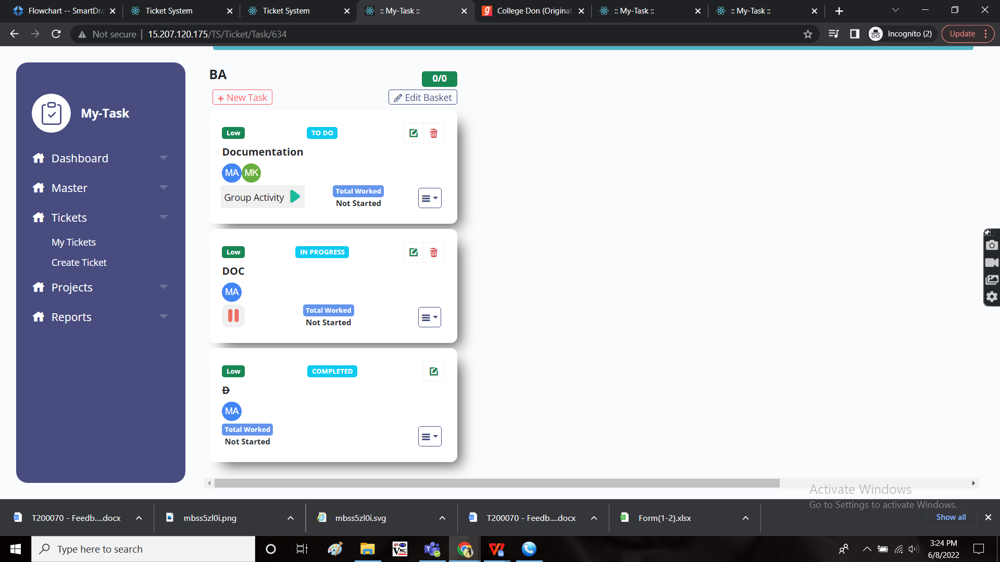 Flowchart -- SmartDra
Ticket System
Ticket System
:: My-Task ::
College Don (Original
:: My-Task ::
:: My-Task ::
Not secure
15.207.120.175/TS/Ticket/Task/634
Incognito (2)
Update
My-Task
Dashboard
Master
Tickets
My Tickets
Create Ticket
Projects
Reports
BA
0/0
+ New Task
Edit Basket
Low
TO DO
Documentation
MA
MK
Group Activity
Total Worked
Not Started
Low
IN PROGRESS
DOC
MA
Total Worked
Not Started
Low
COMPLETED
D
MA
Total Worked
Not Started
Activate Windows
Go to Settings to activate Windows.
T200070 - Feedb....docx
mbss5zl0i.png
mbss5zl0i.svg
T200070 - Feedb....docx
Form(1-2).xlsx
Show all
Type here to search
3:24 PM
6/8/2022